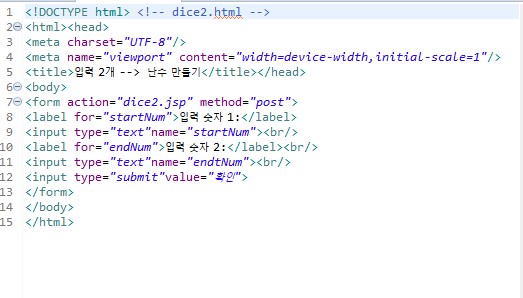 1 <!DOCTYPE html> <!-- dice2.html -->
2 <html><head>
3 <meta charset="UTF-8"/>
4 <meta name="viewport" content="width=device-width,initial-scale=1"/>
5 <title>입력 2개 --> 난수 만들기</title></head>
6 <body>
7 <form action="dice2.jsp" method="post">
8 <label for="startNum">입력 숫자 1:</label>
9 <input type="text"name="startNum"><br/>
10 <label for="endNum">입력 숫자 2:</label><br/>
11 <input type="text"name="endtNum"><br/>
12 <input type="submit"value="확인">
13 </form>
14 </body>
15 </html>